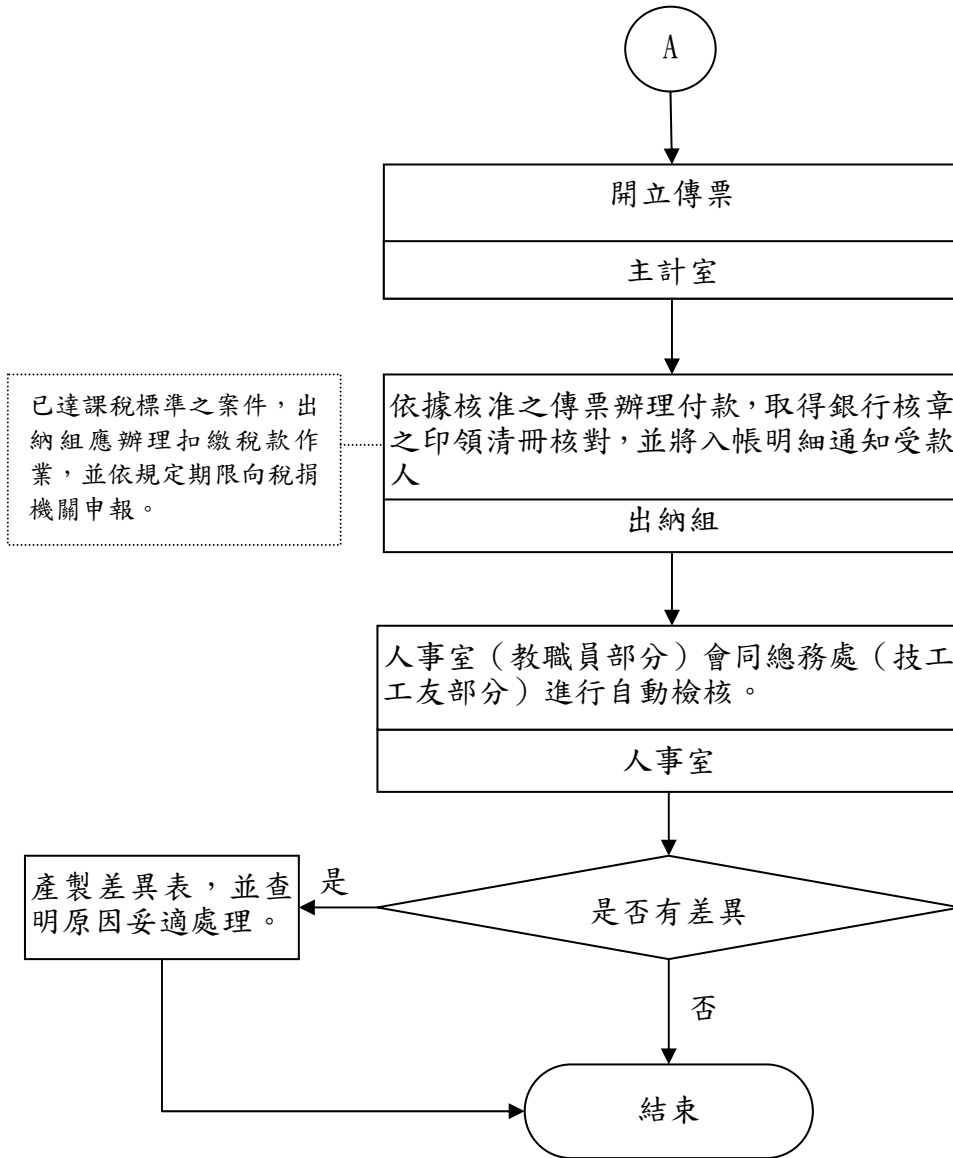 A
開立傳票
主計室
已達課稅標準之案件，出
納組應辦理扣繳稅款作
業，並依規定期限向稅捐
機關申報。
依據核准之傳票辦理付款，取得銀行核章
之印領清冊核對，並將入帳明細通知受款
人
出納組
人事室（教職員部分）會同總務處（技工
工友部分）進行自動檢核。
人事室
產製差異表，並查
明原因妥適處理。
是
是否有差異
否
結束